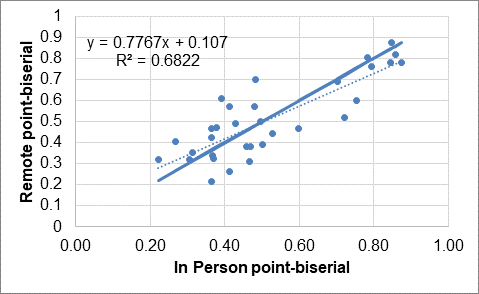 y = 0.7767x + 0.107
R² = 0.6822
Remote point-biserial
1
0.9
0.8
0.7
0.6
0.5
0.4
0.3
0.2
0.1
0
0.00 0.20 0.40 0.60 0.80 1.00
In Person point-biserial